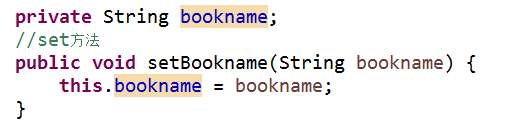 private String bookname;
//set方法
public void setBookname(String bookname) {
    this.bookname = bookname;
}